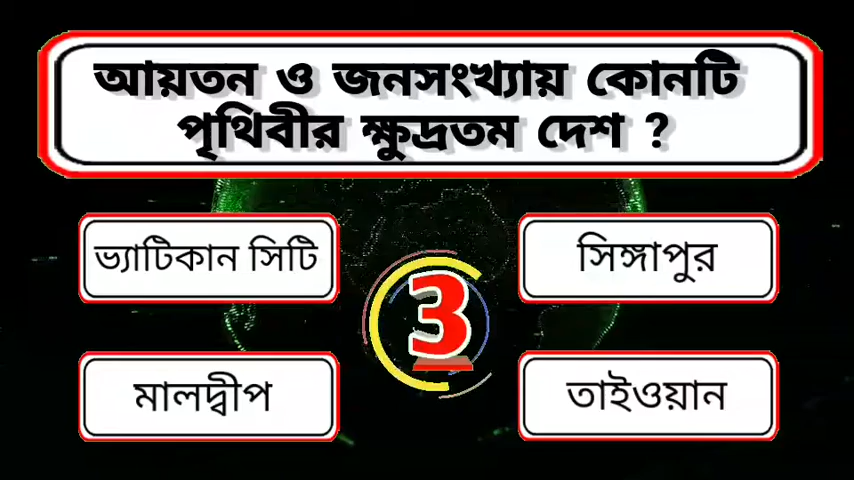 আয়তন ও জনসংখ্যায় কোনটি
পৃথিবীর ক্ষুদ্রতম দেশ ?
ভ্যাটিকান সিটি
সিঙ্গাপুর
3
মালদ্বীপ
তাইওয়ান